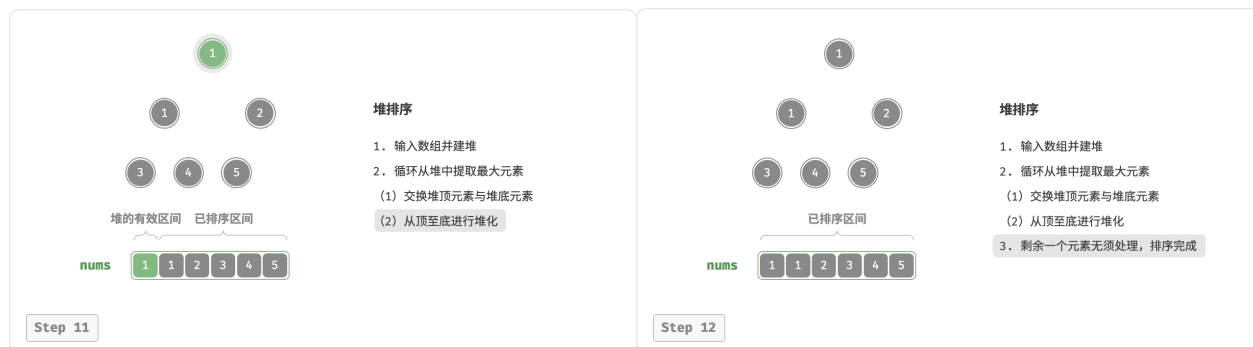 1
1 2
3 4 5
堆的有效区间 已排序区间
nums 1 1 2 3 4 5
堆排序
1. 输入数组并建堆
2. 循环从堆中提取最大元素
（1）交换堆顶元素与堆底元素
（2）从顶至底进行堆化
Step 11
1
1 2
3 4 5
已排序区间
nums 1 1 2 3 4 5
堆排序
1. 输入数组并建堆
2. 循环从堆中提取最大元素
（1）交换堆顶元素与堆底元素
（2）从顶至底进行堆化
3. 剩余一个元素无须处理，排序完成
Step 12